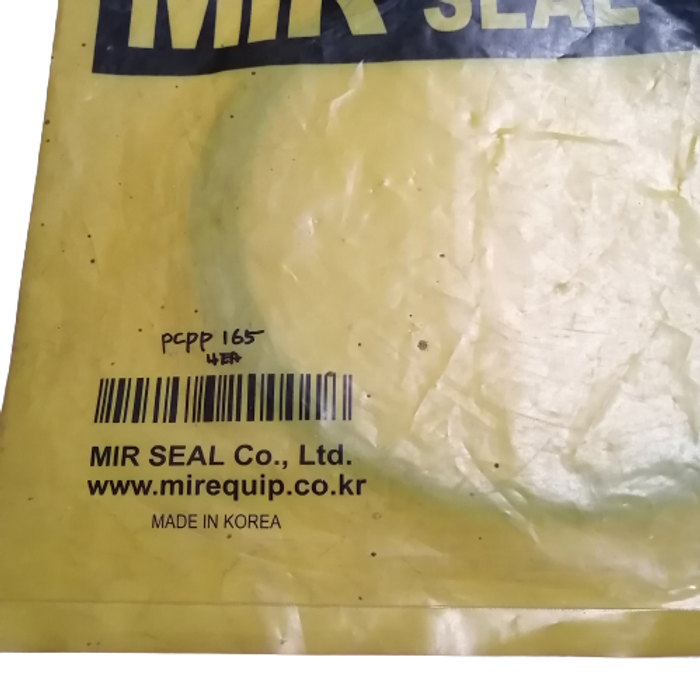 MIR SEAL
pcpp 165
4EA
MIR SEAL Co., Ltd.
www.mirequip.co.kr
MADE IN KOREA